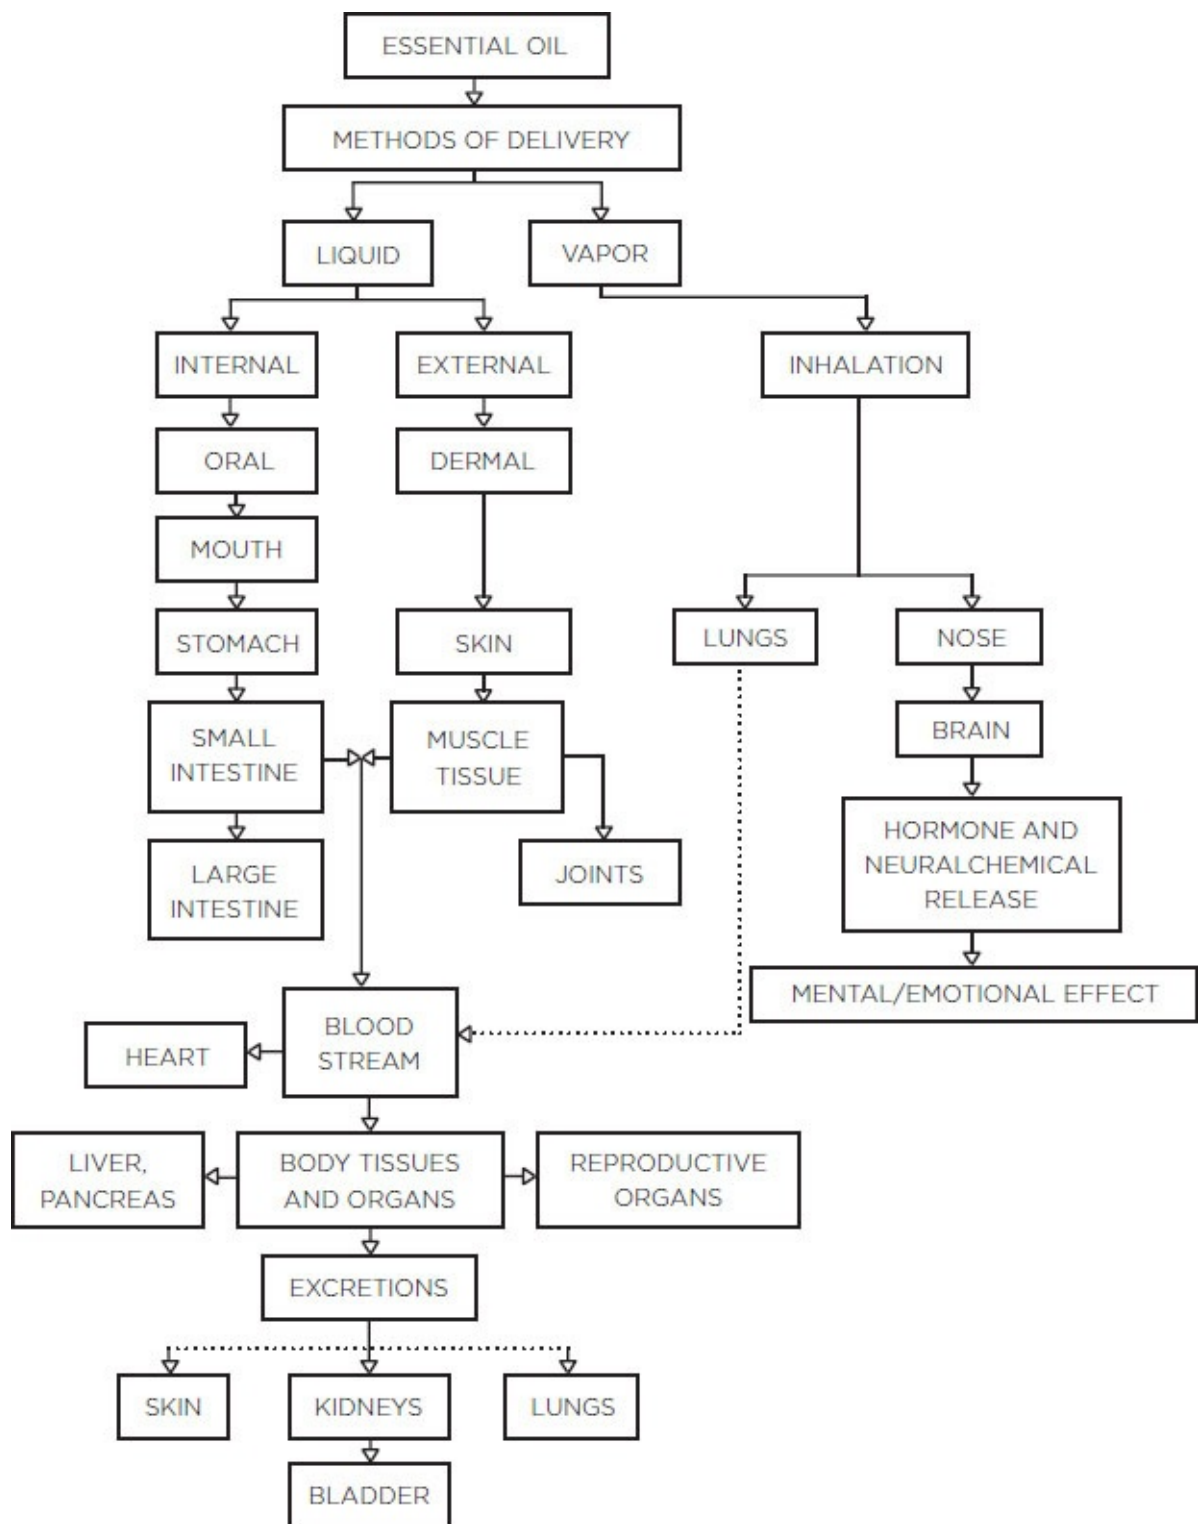 ESSENTIAL OIL
METHODS OF DELIVERY
LIQUID
VAPOR
INTERNAL
EXTERNAL
INHALATION
ORAL
DERMAL
MOUTH
STOMACH
SKIN
LUNGS
NOSE
SMALL
INTESTINE
MUSCLE
TISSUE
BRAIN
LARGE
INTESTINE
JOINTS
HORMONE AND
NEURALCHEMICAL
RELEASE
MENTAL/EMOTIONAL EFFECT
HEART
BLOOD
STREAM
LIVER,
PANCREAS
BODY TISSUES
AND ORGANS
REPRODUCTIVE
ORGANS
EXCRETIONS
SKIN
KIDNEYS
LUNGS
BLADDER